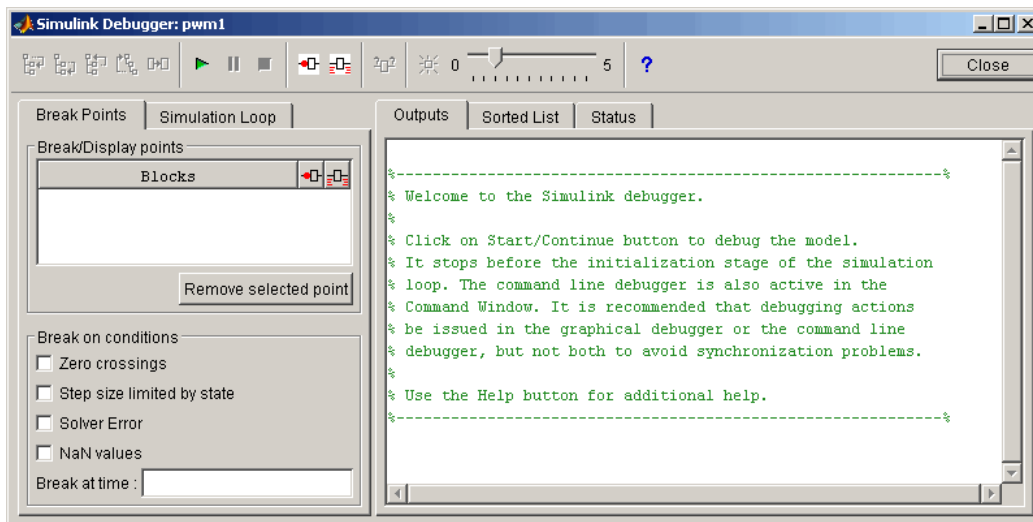 Simulink Debugger: pwm1
0 5 ? Close
Break Points Simulation Loop
Break/Display points
Blocks
Remove selected point
Break on conditions
Zero crossings
Step size limited by state
Solver Error
NaN values
Break at time :
Outputs Sorted List Status
%------------------------------------------------------------%
% Welcome to the Simulink debugger.
%
% Click on Start/Continue button to debug the model.
% It stops before the initialization stage of the simulation
% loop. The command line debugger is also active in the
% Command Window. It is recommended that debugging actions
% be issued in the graphical debugger or the command line
% debugger, but not both to avoid synchronization problems.
%
% Use the Help button for additional help.
%------------------------------------------------------------%